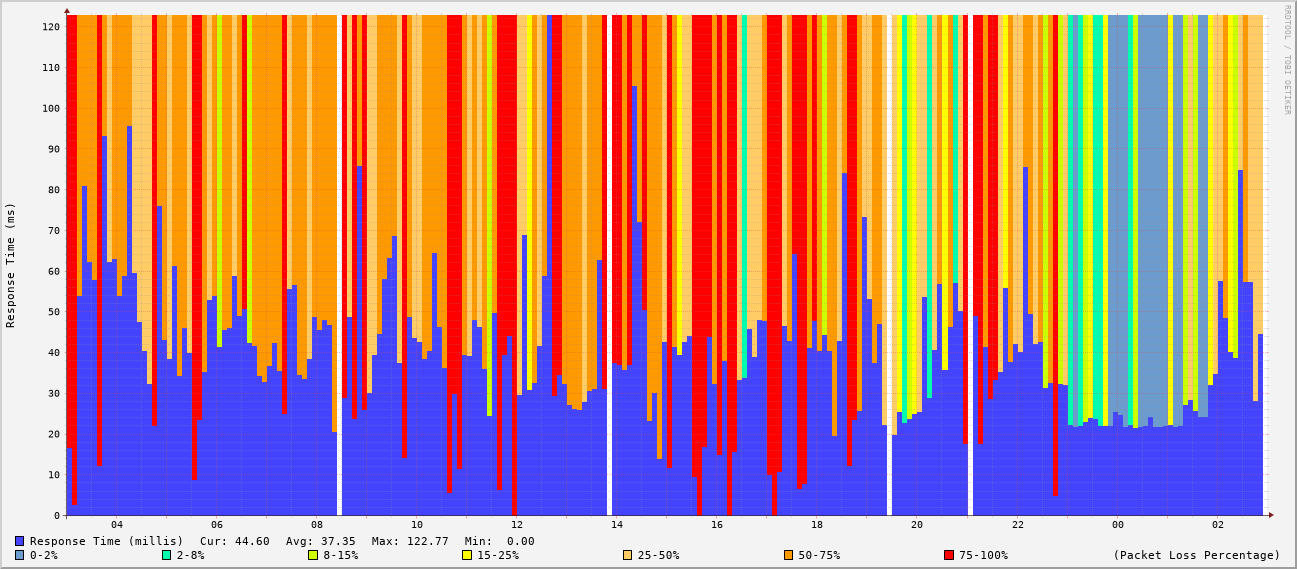 RRDTOOL / TOBI OETIKER
Response Time (ms)
120
110
100
90
80
70
60
50
40
30
20
10
0
04 06 08 10 12 14 16 18 20 22 00 02
Response Time (millis) Cur: 44.60 Avg: 37.35 Max: 122.77 Min: 0.00
0-2% 2-8% 8-15% 15-25% 25-50% 50-75% 75-100% (Packet Loss Percentage)